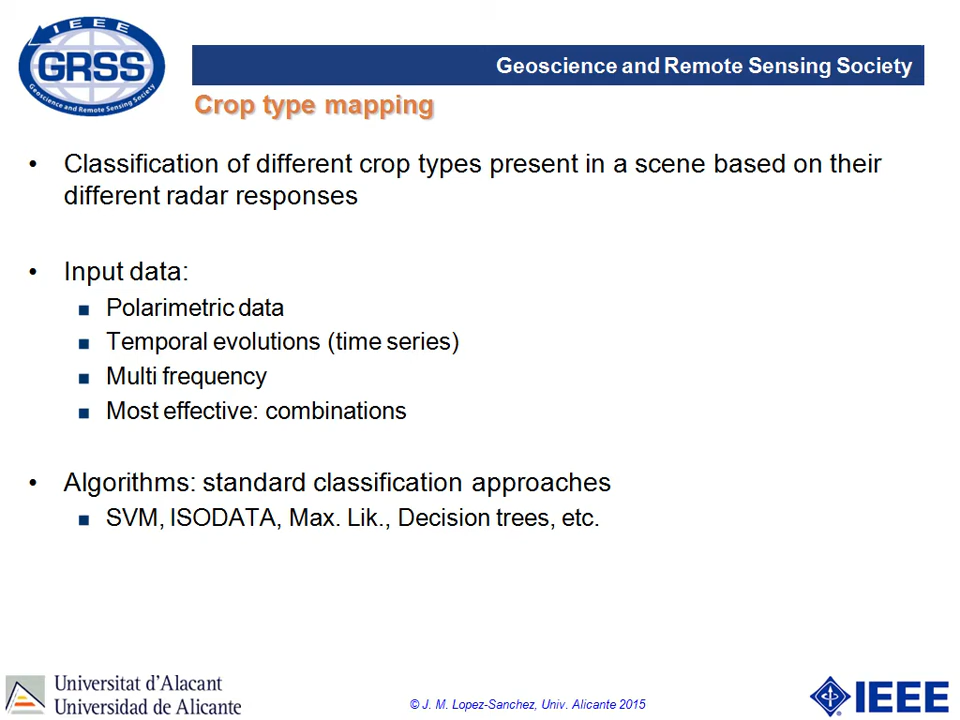 IEEE
GRSS
Geoscience and Remote Sensing Society
Geoscience and Remote Sensing Society
Crop type mapping
• Classification of different crop types present in a scene based on their
different radar responses
• Input data:
■ Polarimetric data
■ Temporal evolutions (time series)
■ Multi frequency
■ Most effective: combinations
• Algorithms: standard classification approaches
■ SVM, ISODATA, Max. Lik., Decision trees, etc.
Universitat d'Alacant
Universidad de Alicante
© J. M. Lopez-Sanchez, Univ. Alicante 2015
IEEE